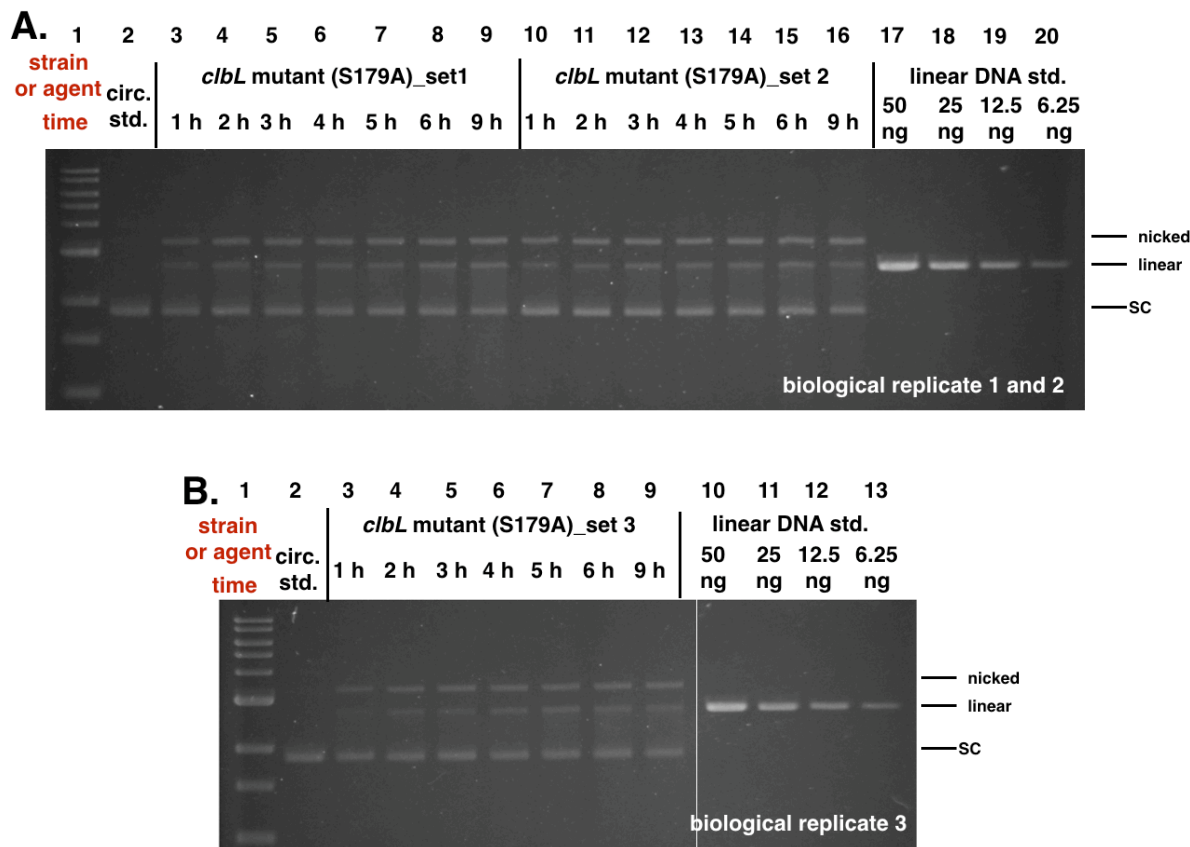 A.
1 2 3 4 5 6 7 8 9 10 11 12 13 14 15 16 17 18 19 20
strain
or agent
time
circ.
std.
clbL mutant (S179A)_set1
1 h 2 h 3 h 4 h 5 h 6 h 9 h
clbL mutant (S179A)_set 2
1 h 2 h 3 h 4 h 5 h 6 h 9 h
linear DNA std.
50 25 12.5 6.25
ng ng ng ng
nicked
linear
SC
biological replicate 1 and 2
B.
1 2 3 4 5 6 7 8 9 10 11 12 13
strain
or agent
time
circ.
std.
clbL mutant (S179A)_set 3
1 h 2 h 3 h 4 h 5 h 6 h 9 h
linear DNA std.
50 25 12.5 6.25
ng ng ng ng
nicked
linear
SC
biological replicate 3